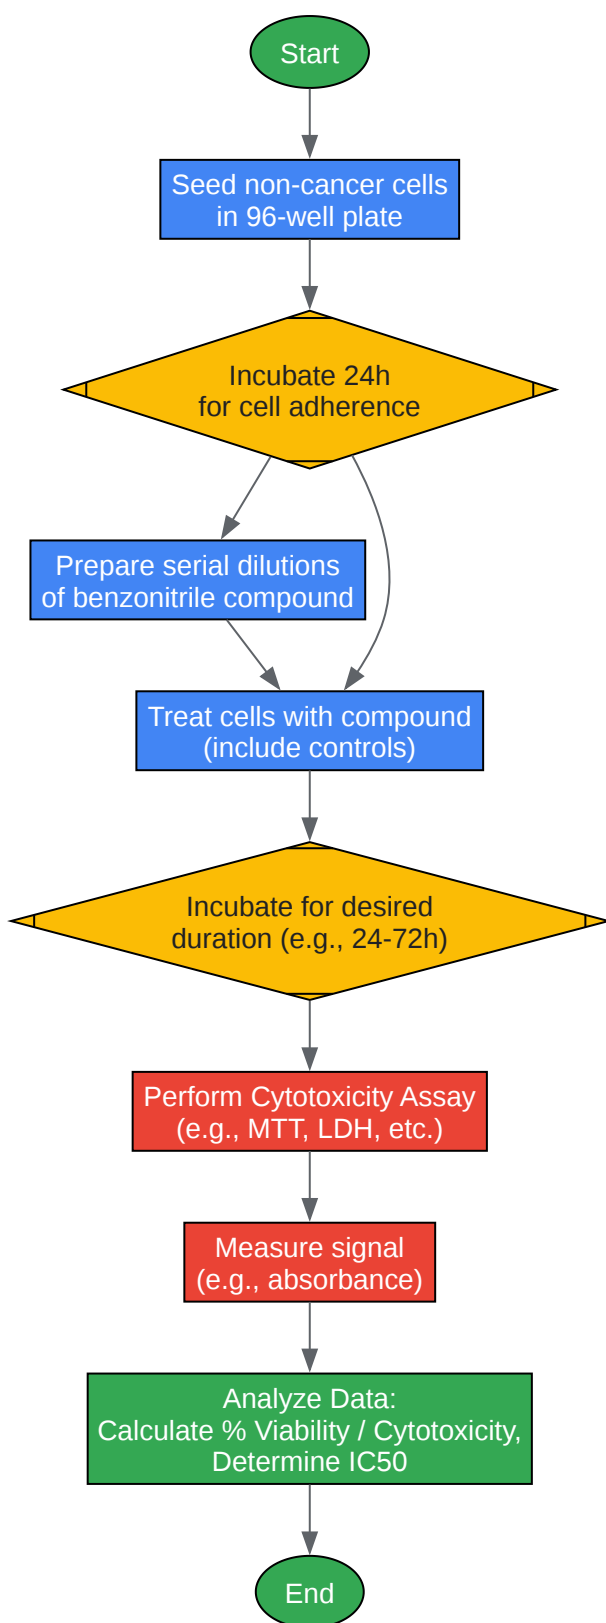 Start
Seed non-cancer cells
in 96-well plate
Incubate 24h
for cell adherence
Prepare serial dilutions
of benzonitrile compound
Treat cells with compound
(include controls)
Incubate for desired
duration (e.g., 24-72h)
Perform Cytotoxicity Assay
(e.g., MTT, LDH, etc.)
Measure signal
(e.g., absorbance)
Analyze Data:
Calculate % Viability / Cytotoxicity,
Determine IC50
End